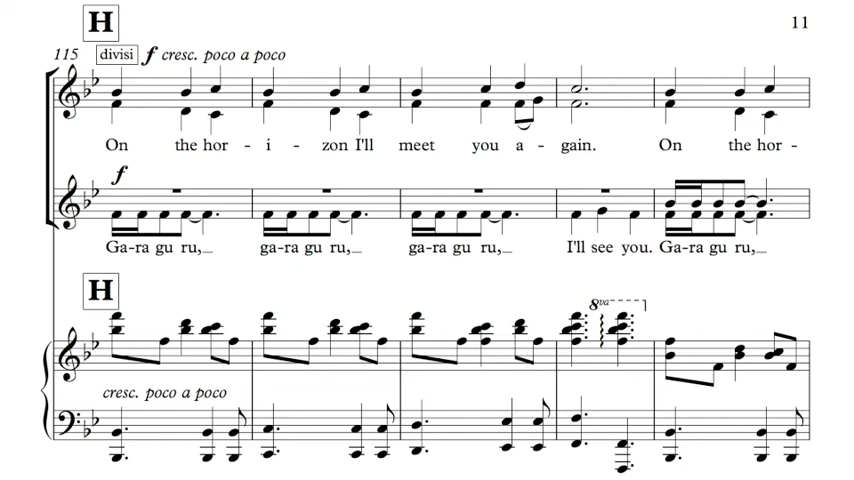 H
11
115 divisi f cresc. poco a poco
On the hor - i - zon I'll meet you a - gain. On the hor -
f
Ga-ra gu ru,_ ga-ra gu ru,_ ga-ra gu ru,_ I'll see you. Ga-ra gu ru,_
H
8va
cresc. poco a poco